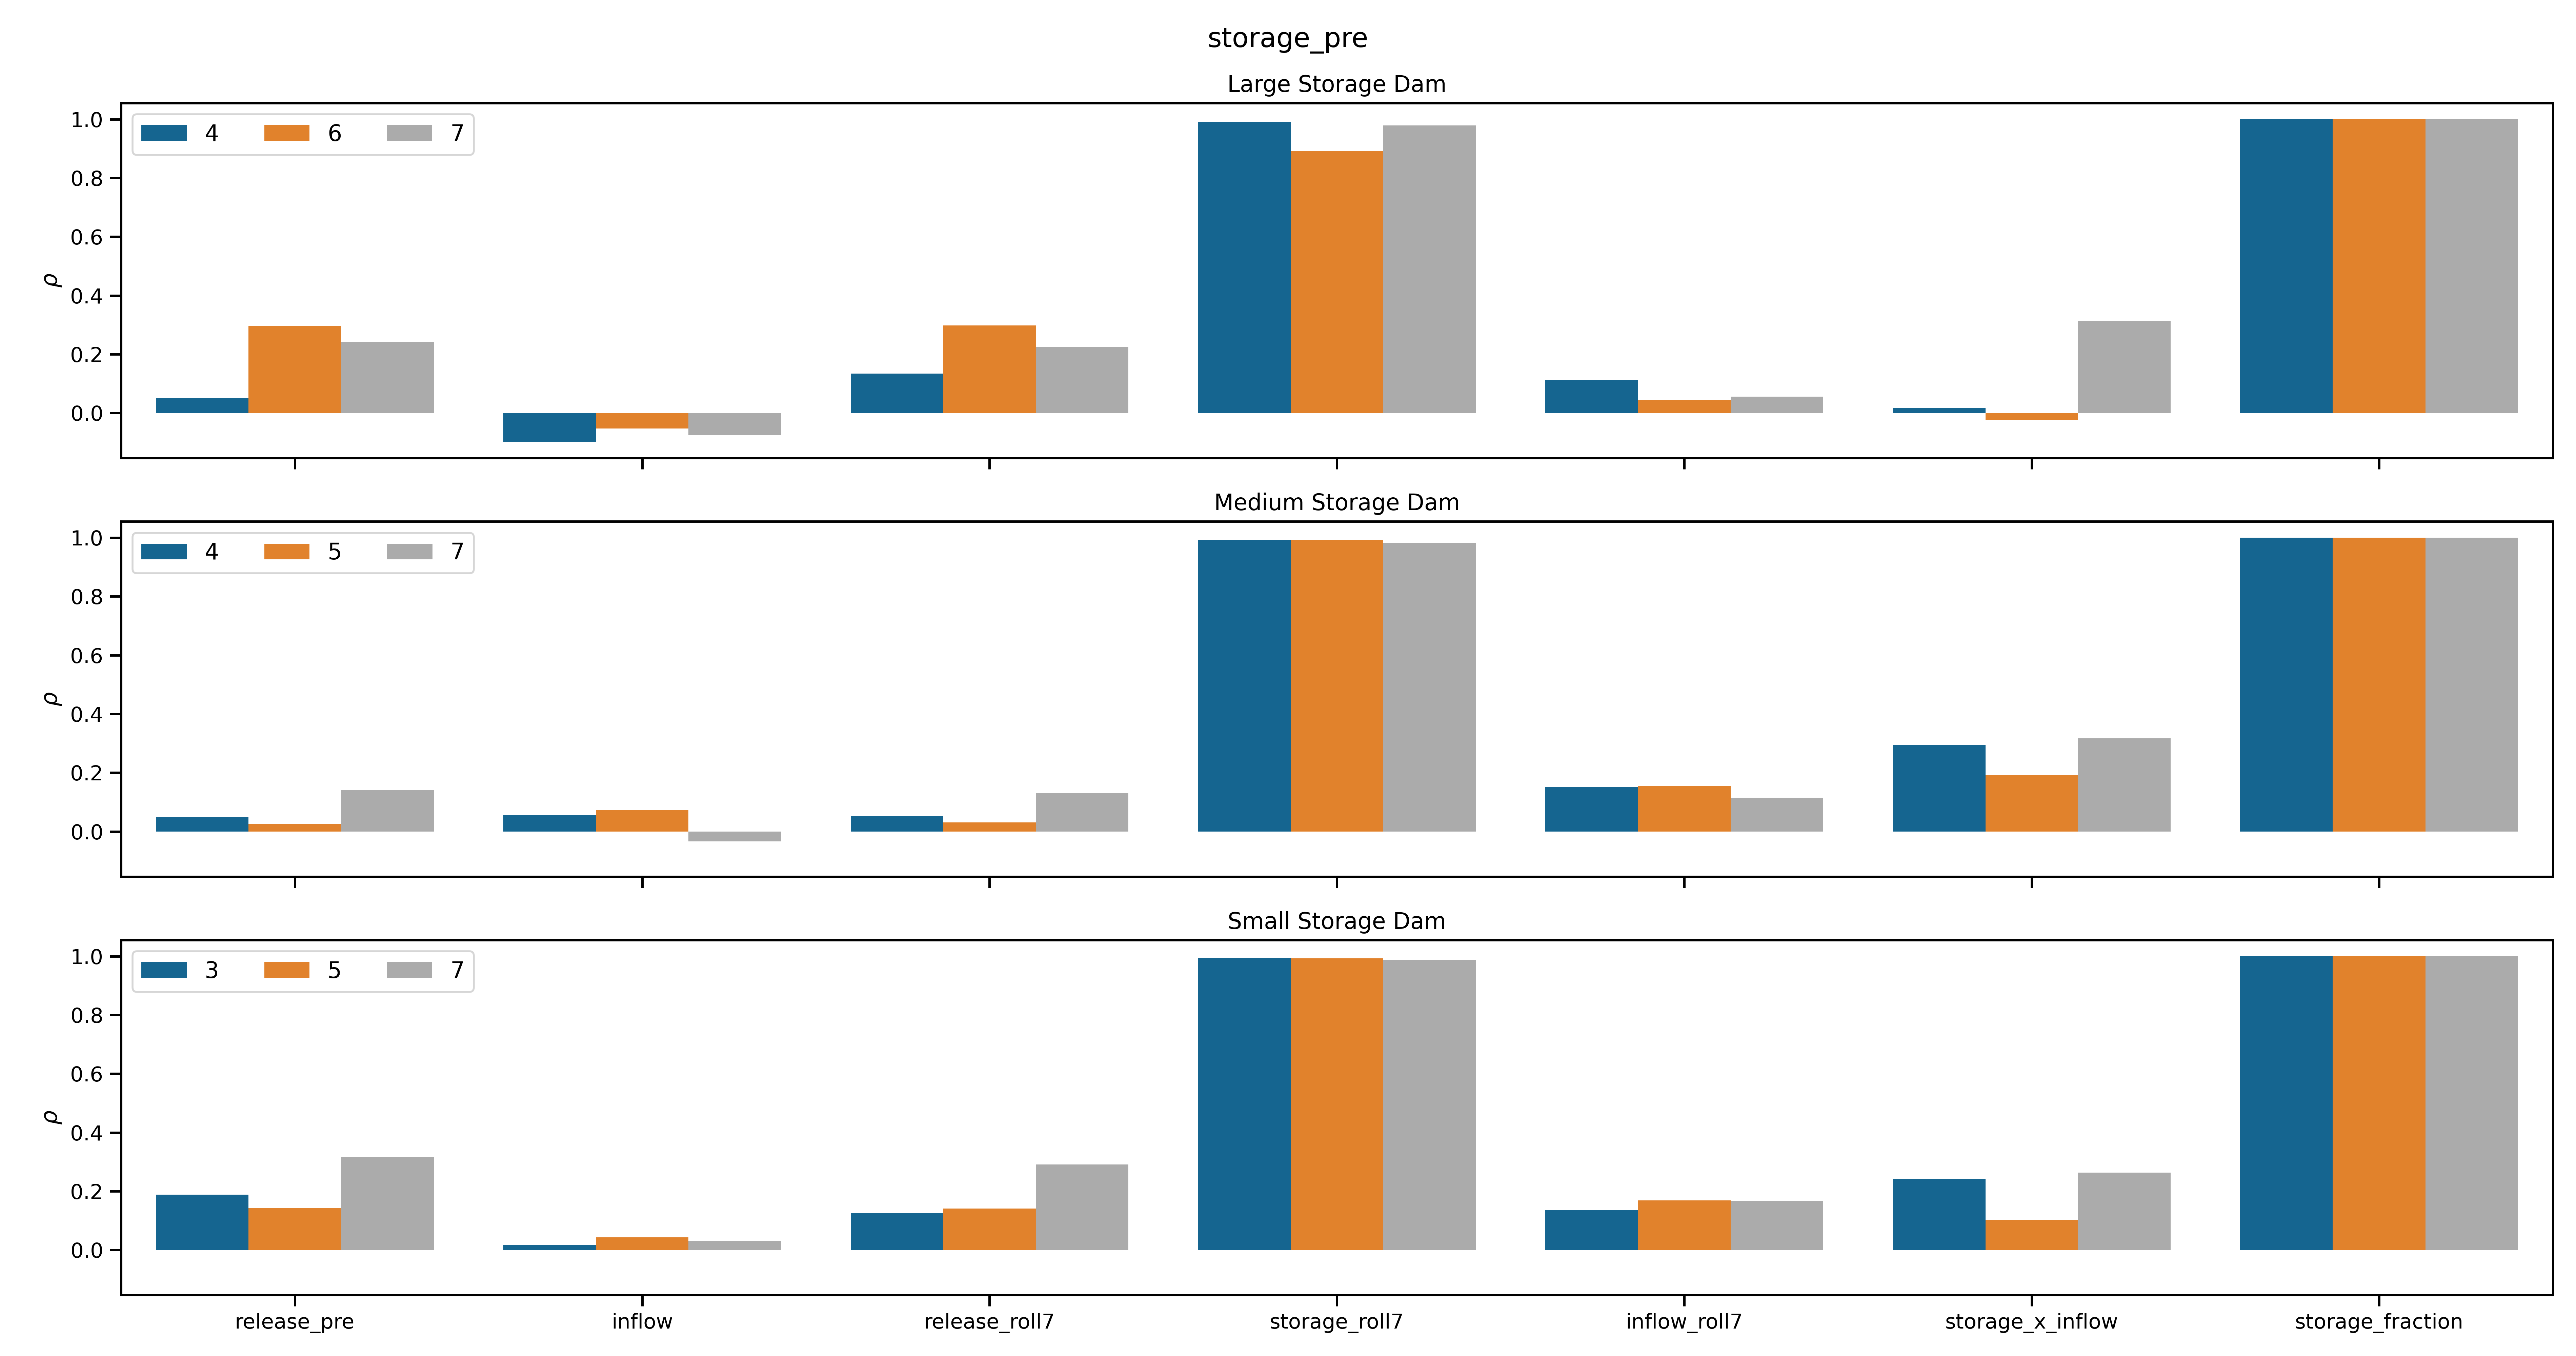 storage_pre
Large Storage Dam
4 6 7
1.0
0.8
0.6
0.4
0.2
0.0
ρ
Medium Storage Dam
4 5 7
1.0
0.8
0.6
0.4
0.2
0.0
ρ
Small Storage Dam
3 5 7
1.0
0.8
0.6
0.4
0.2
0.0
ρ
release_pre inflow release_roll7 storage_roll7 inflow_roll7 storage_x_inflow storage_fraction